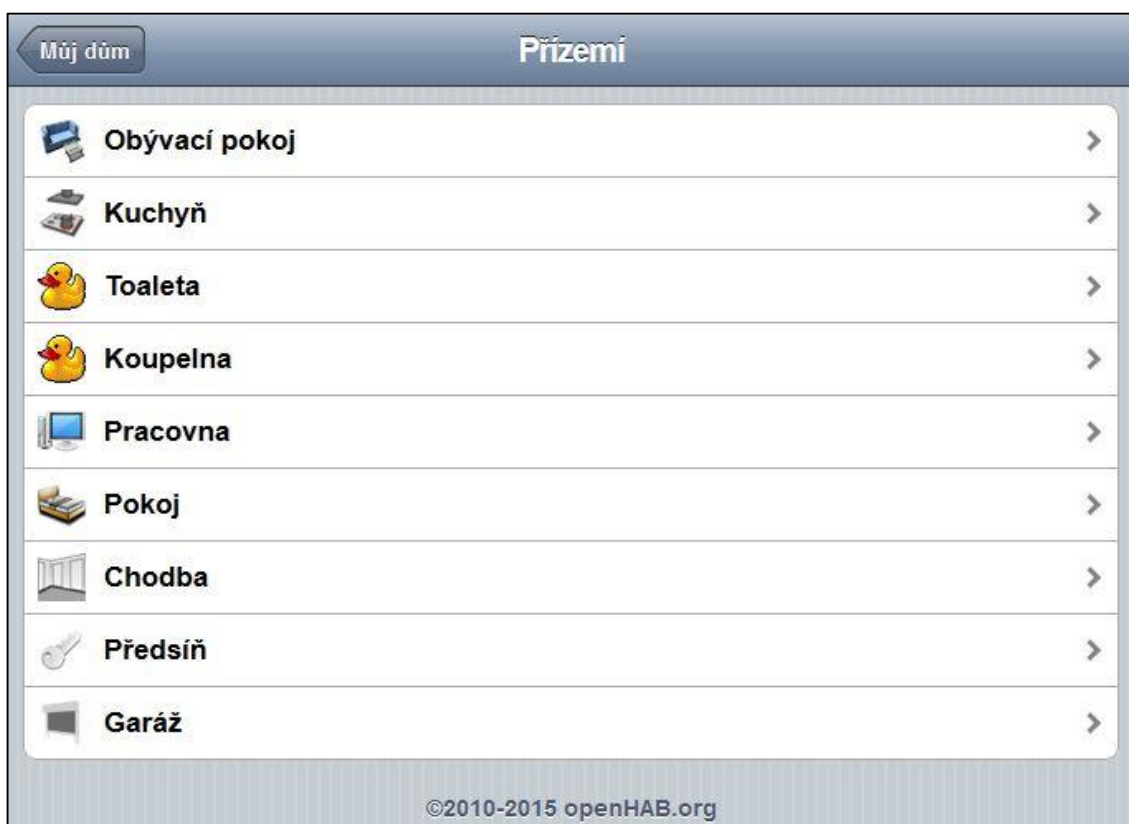 Můj dům
Přízemí
Obývací pokoj
Kuchyň
Toaleta
Koupelna
Pracovna
Pokoj
Chodba
Předsíň
Garáž
©2010-2015 openHAB.org